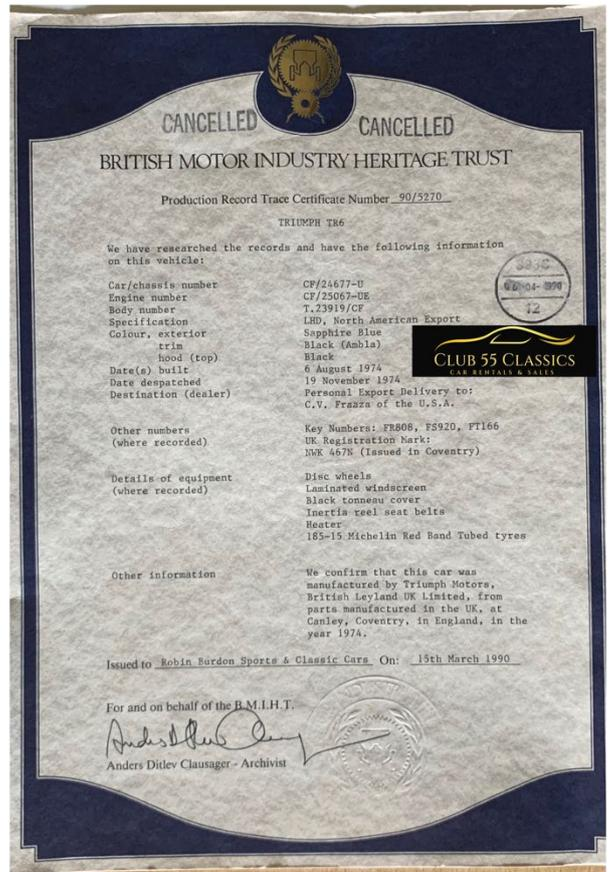 CANCELLED CANCELLED
BRITISH MOTOR INDUSTRY HERITAGE TRUST
Production Record Trace Certificate Number 90/5270
TRIUMPH TR6
We have researched the records and have the following information
on this vehicle:
Car/chassis number CF/24677-U
Engine number CF/25067-UE
Body number T.23919/CF
Specification LHD, North American Export
Colour, exterior Sapphire Blue
trim Black (Ambla)
hood (top) Black
Date(s) built 6 August 1974
Date despatched 19 November 1974
Destination (dealer) Personal Export Delivery to:
C.V. Fraaza of the U.S.A.
12
CLUB 55 CLASSICS
CAR RENTALS & SALES
Other numbers Key Numbers: FR808, FS920, FT166
(where recorded) UK Registration Mark:
NWK 467N (Issued in Coventry)
Details of equipment Disc wheels
(where recorded) Laminated windscreen
Black tonneau cover
Inertia reel seat belts
Heater
185-15 Michelin Red Band Tubed tyres
Other information We confirm that this car was
manufactured by Triumph Motors,
British Leyland UK Limited, from
parts manufactured in the UK, at
Canley, Coventry, in England, in the
year 1974.
Issued to Robin Burdon Sports & Classic Cars On: 15th March 1990
For and on behalf of the B.M.I.H.T.
Anders Ditlev Clausager - Archivist